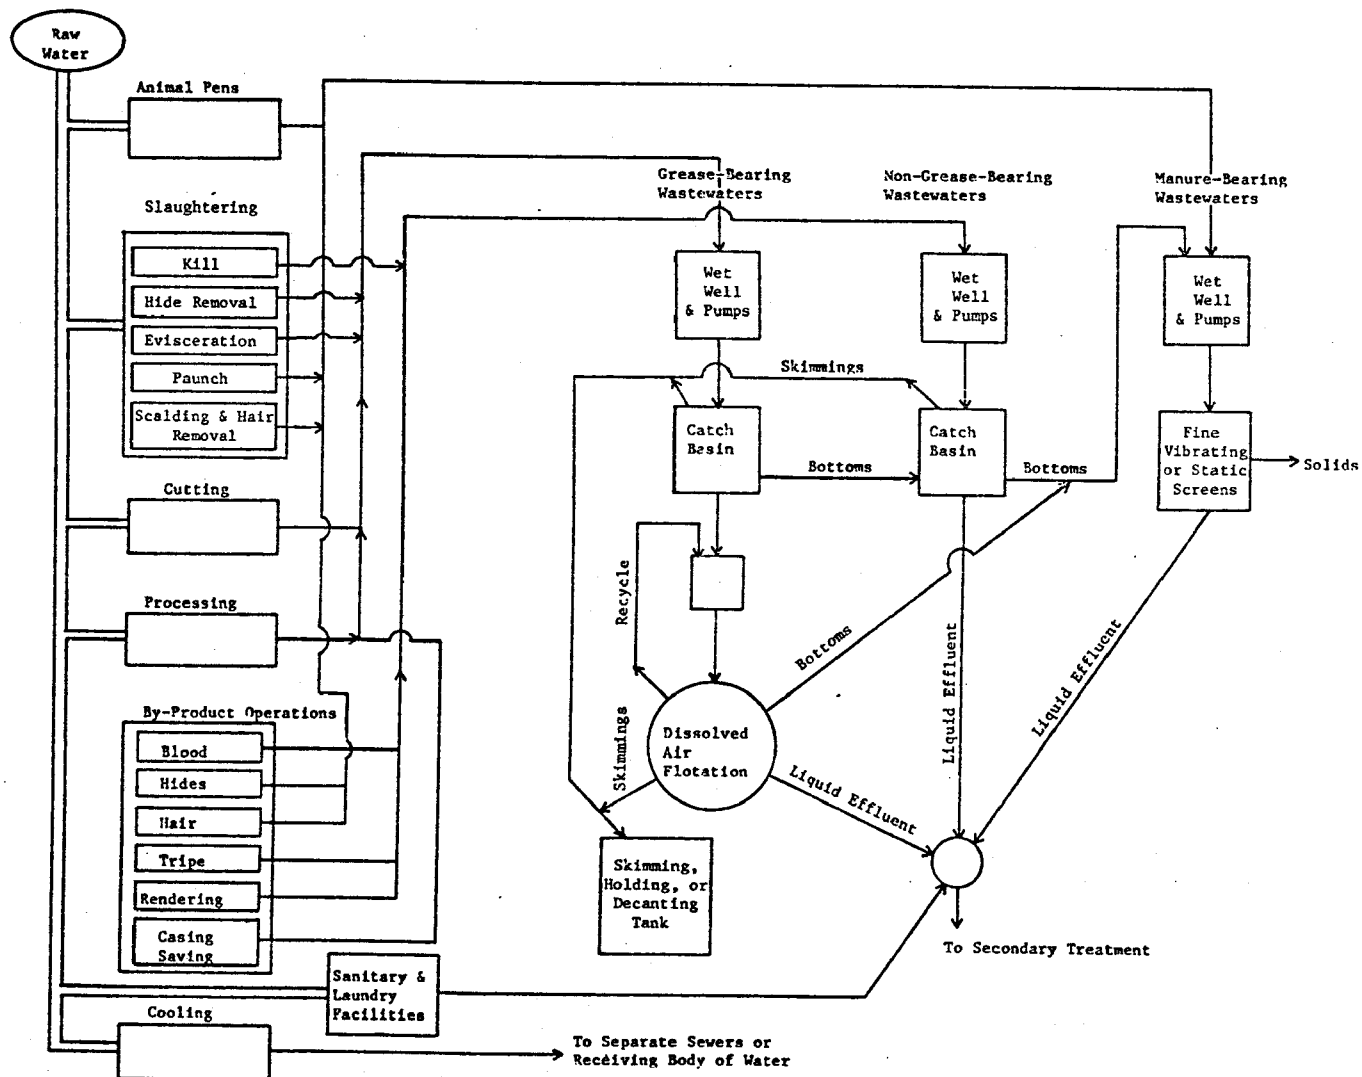 Raw
Water
Animal Pens
Slaughtering
Kill
Hide Removal
Evisceration
Paunch
Scalding & Hair
Removal
Cutting
Processing
By-Product Operations
Blood
Hides
Hair
Tripe
Rendering
Casing
Saving
Sanitary &
Laundry
Facilities
Cooling
To Separate Sewers or
Receiving Body of Water
Grease-Bearing
Wastewaters
Non-Grease-Bearing
Wastewaters
Manure-Bearing
Wastewaters
Wet
Well
& Pumps
Wet
Well
& Pumps
Wet
Well
& Pumps
Skimmings
Catch
Basin
Bottoms
Catch
Basin
Bottoms
Fine
Vibrating
or Static
Screens
Solids
Recycle
Bottoms
Liquid Effluent
Liquid Effluent
Skimmings
Dissolved
Air
Flotation
Liquid Effluent
Skimming,
Holding, or
Decanting
Tank
To Secondary Treatment